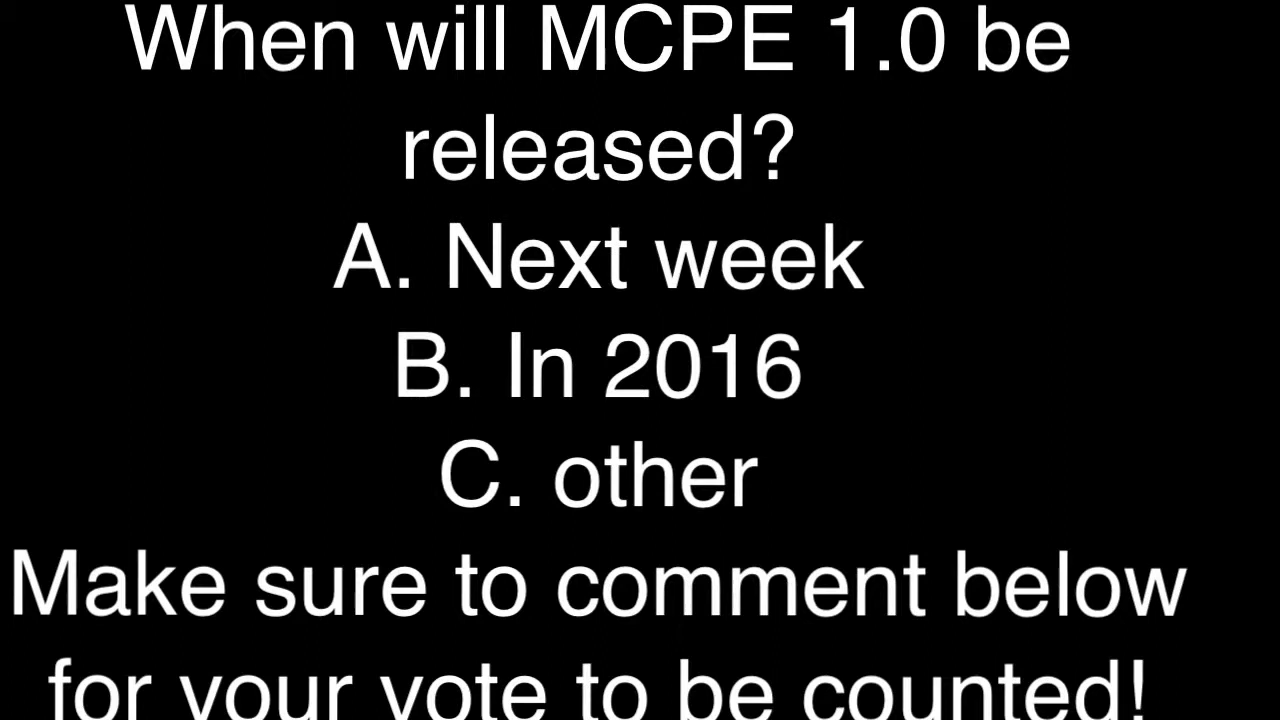 When will MCPE 1.0 be
released?
A. Next week
B. In 2016
C. other
Make sure to comment below
for your vote to be counted!